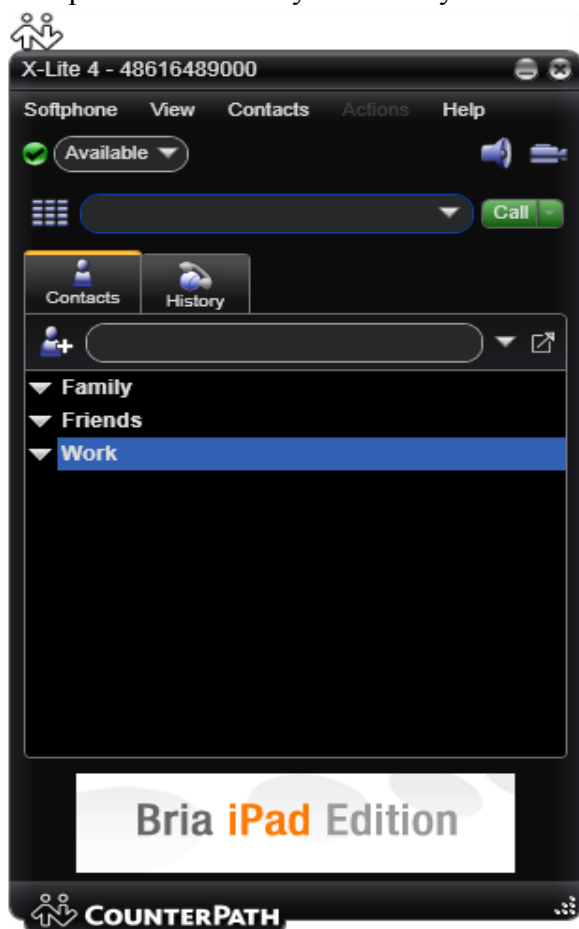 X-Lite 4 - 48616489000
Softphone View Contacts Actions Help
Available
Call
Contacts History
Family
Friends
Work
Bria iPad Edition
COUNTERPATH